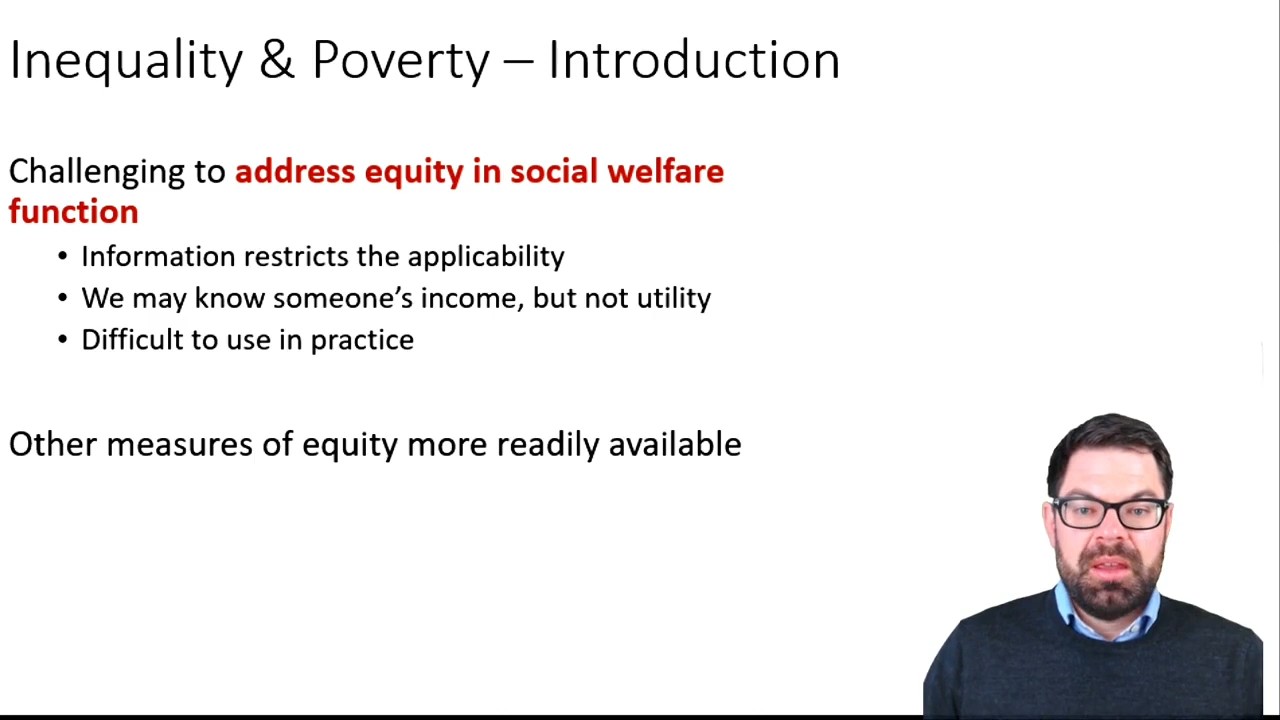 Inequality & Poverty – Introduction
Challenging to address equity in social welfare
function
• Information restricts the applicability
• We may know someone’s income, but not utility
• Difficult to use in practice
Other measures of equity more readily available